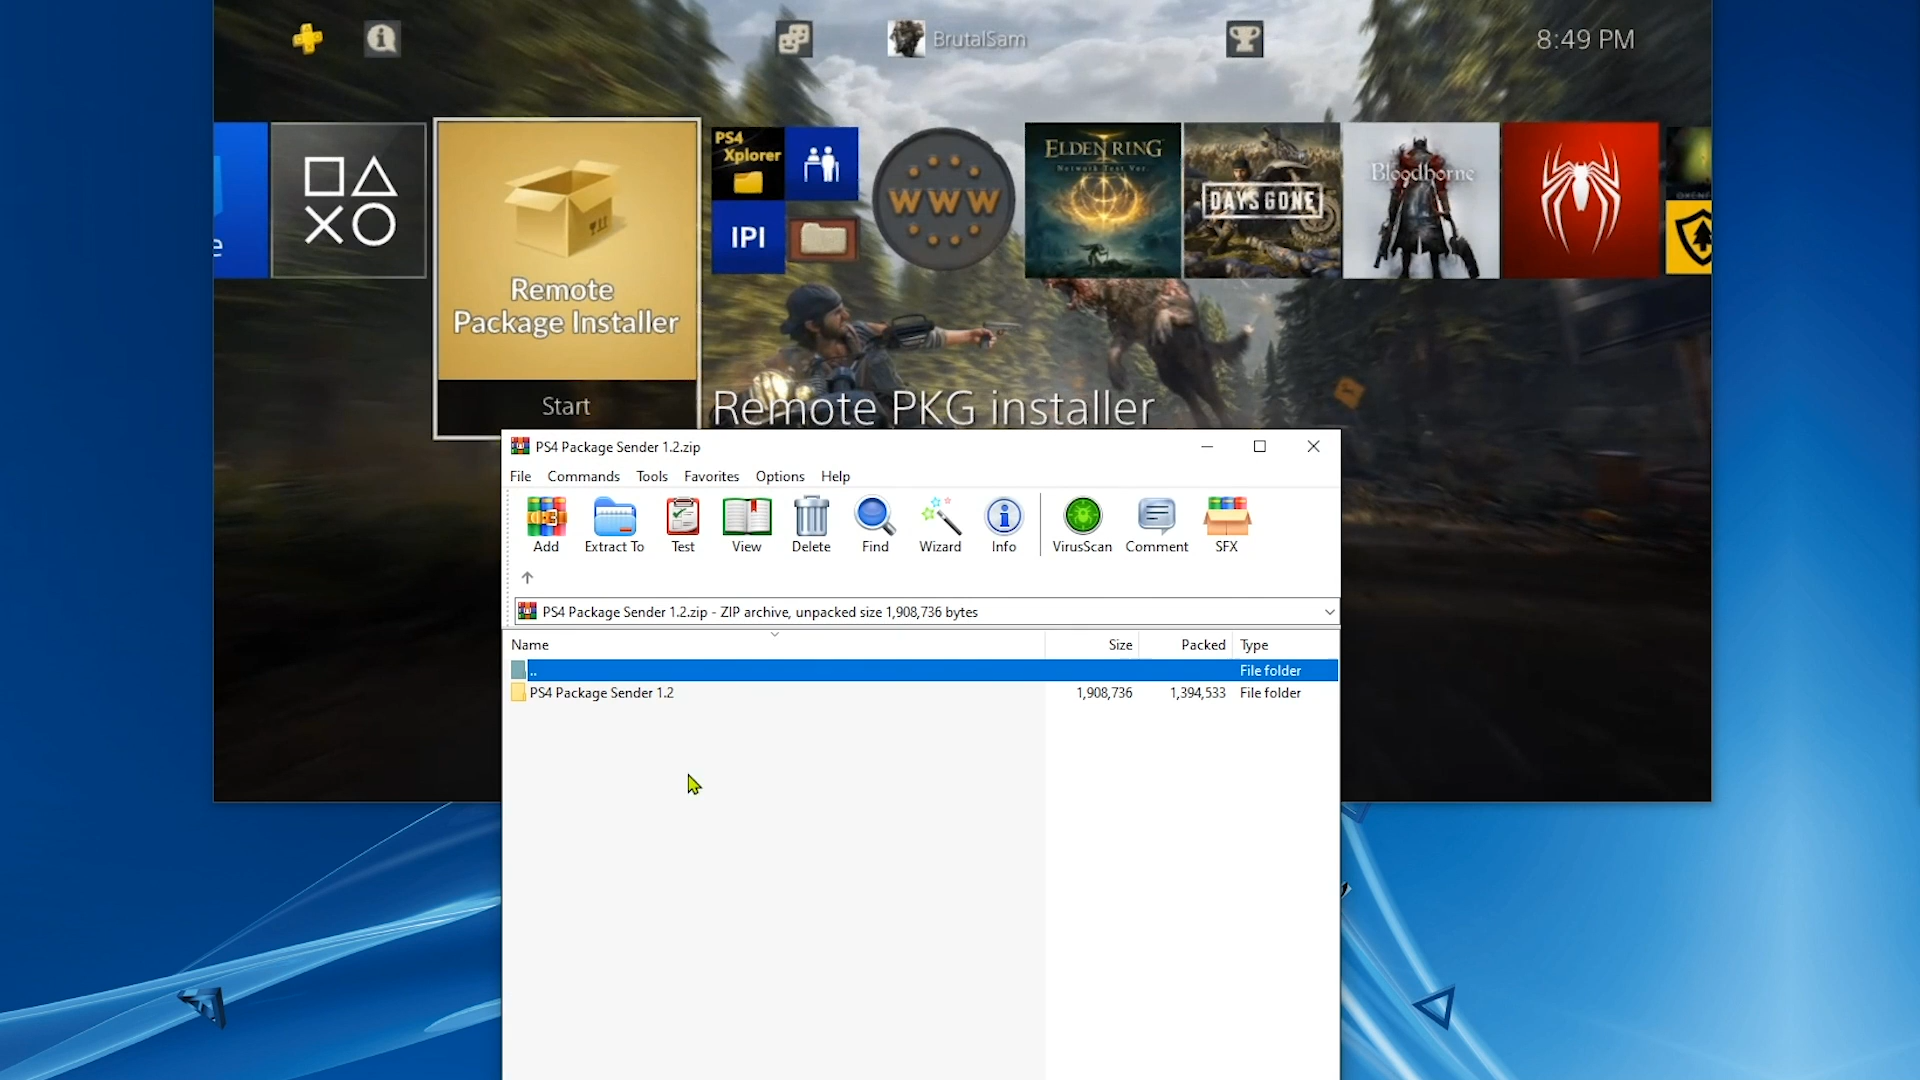 BrutalSam
8:49 PM
e
Remote
Package Installer
Start
PS4
Xplorer
IPI
WWW
ELDEN RING
Network Test Ver.
DAYS GONE
Bloodborne
Remote PKG installer
PS4 Package Sender 1.2.zip
File Commands Tools Favorites Options Help
Add Extract To Test View Delete Find Wizard Info VirusScan Comment SFX
PS4 Package Sender 1.2.zip - ZIP archive, unpacked size 1,908,736 bytes
Name Size Packed Type
.. File folder
PS4 Package Sender 1.2 1,908,736 1,394,533 File folder